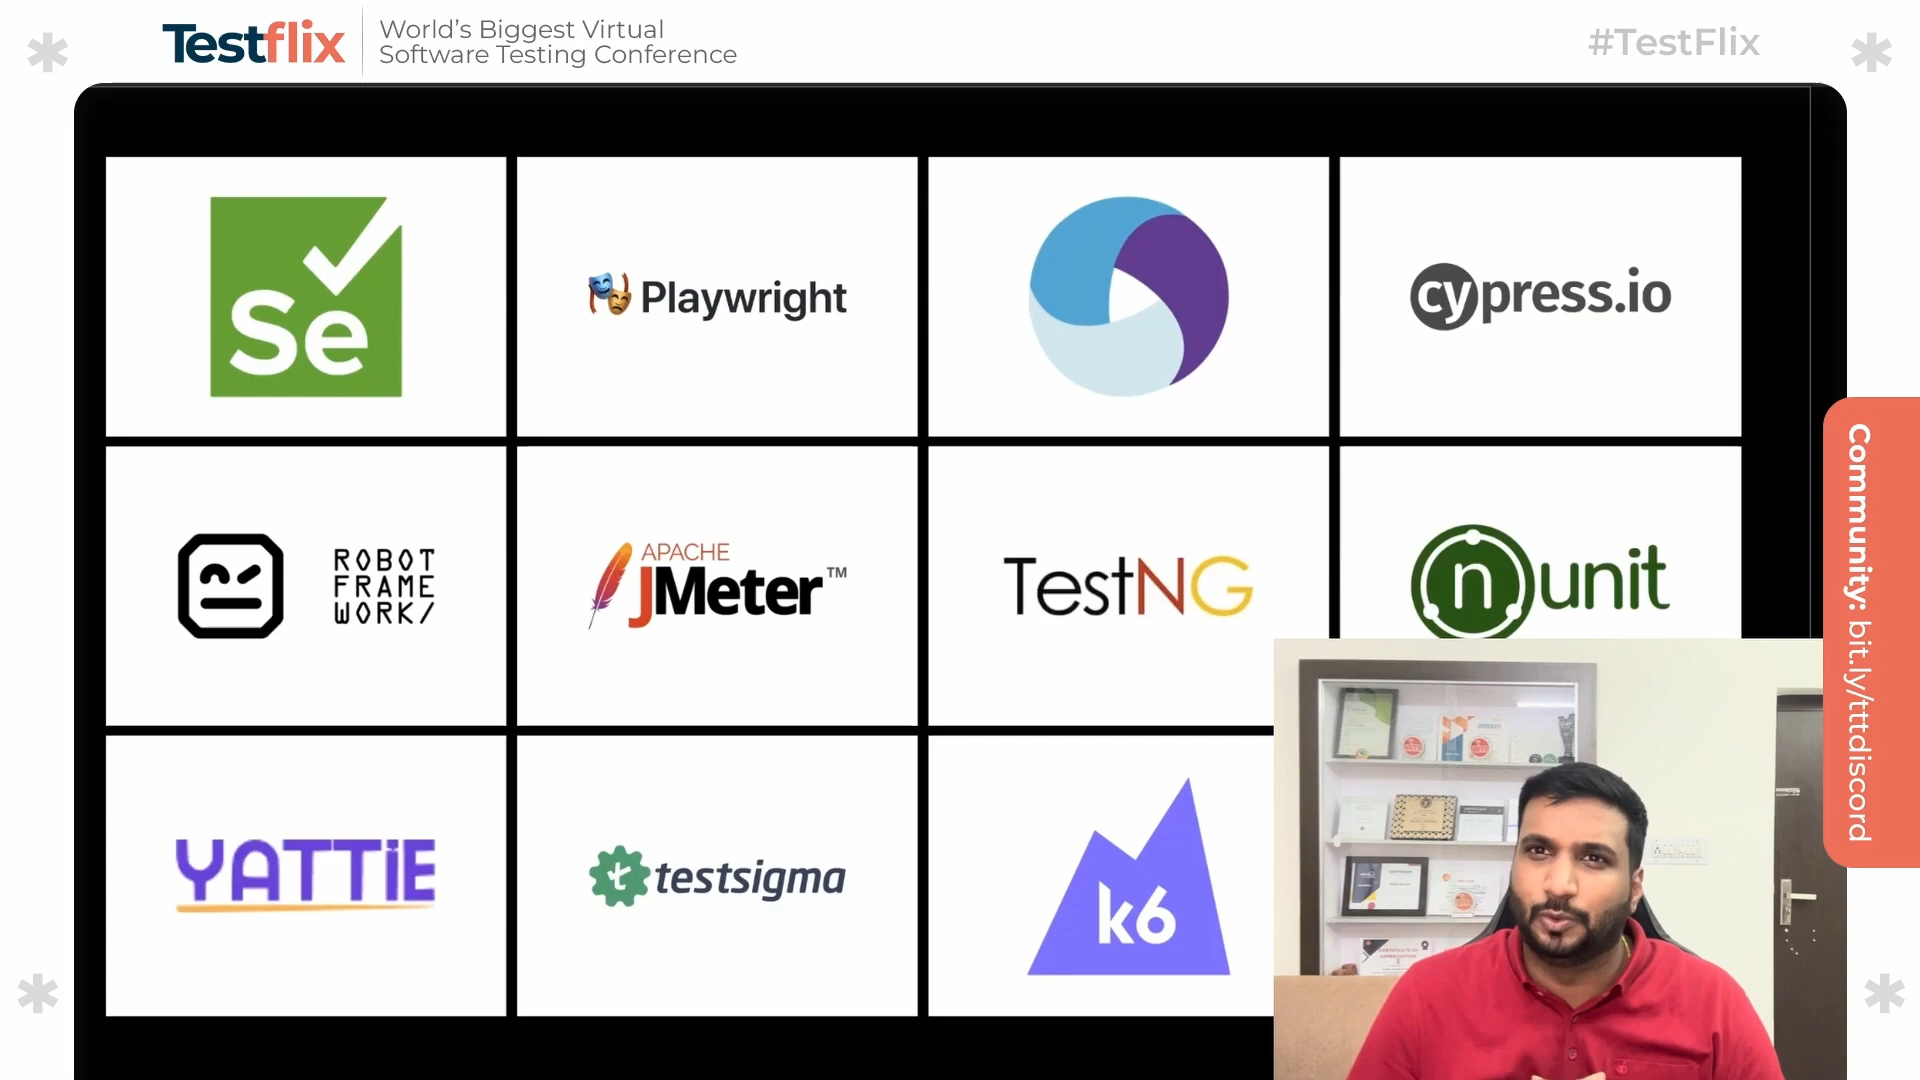 Testflix
World's Biggest Virtual
Software Testing Conference
#TestFlix
Se
Playwright
cypress.io
ROBOT
FRAME
WORK/
APACHE
JMeter™
TestNG
nunit
YATTiE
testsigma
k6
Community: bit.ly/tttdiscord